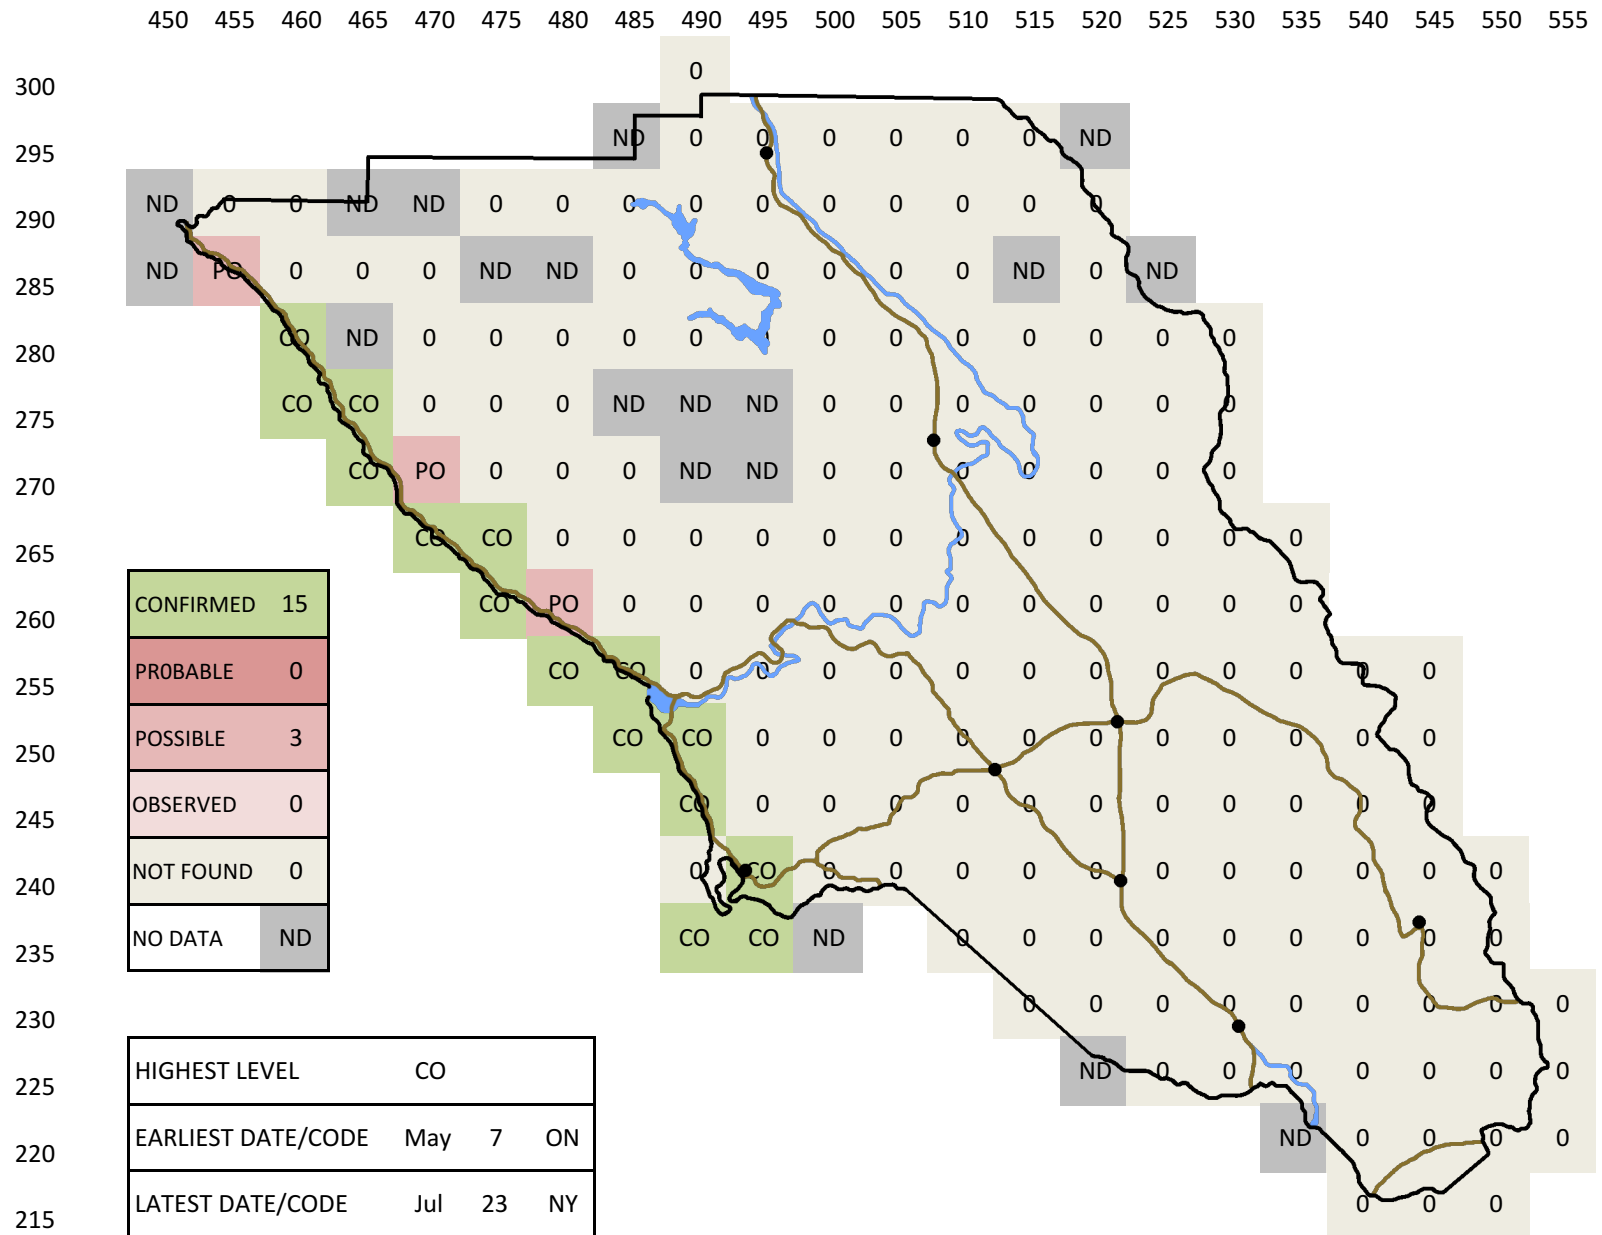 450 455 460 465 470 475 480 485 490 495 500 505 510 515 520 525 530 535 540 545 550 555
300 0
295 ND 0 0 0 0 0 0 ND
290 ND 0 0 ND ND 0 0 0 0 0 0 0 0 0 0
285 ND PO 0 0 0 ND ND 0 0 0 0 0 0 ND 0 ND
280 CO ND 0 0 0 0 0 0 0 0 0 0 0 0 0
275 CO CO 0 0 0 ND ND ND 0 0 0 0 0 0 0
270 CO PO 0 0 0 ND ND 0 0 0 0 0 0 0
265 CO CO 0 0 0 0 0 0 0 0 0 0 0 0
260 CO PO 0 0 0 0 0 0 0 0 0 0 0
255 CO CO 0 0 0 0 0 0 0 0 0 0 0 0
250 CO CO 0 0 0 0 0 0 0 0 0 0 0
245 CO 0 0 0 0 0 0 0 0 0 0 0
240 0 CO 0 0 0 0 0 0 0 0 0 0 0
235 CO CO ND 0 0 0 0 0 0 0 0 0
230 0 0 0 0 0 0 0 0 0
225 ND 0 0 0 0 0 0 0
220 ND 0 0 0 0
215 0 0 0
CONFIRMED 15
PR0BABLE 0
POSSIBLE 3
OBSERVED 0
NOT FOUND 0
NO DATA ND
HIGHEST LEVEL CO
EARLIEST DATE/CODE May 7 ON
LATEST DATE/CODE Jul 23 NY